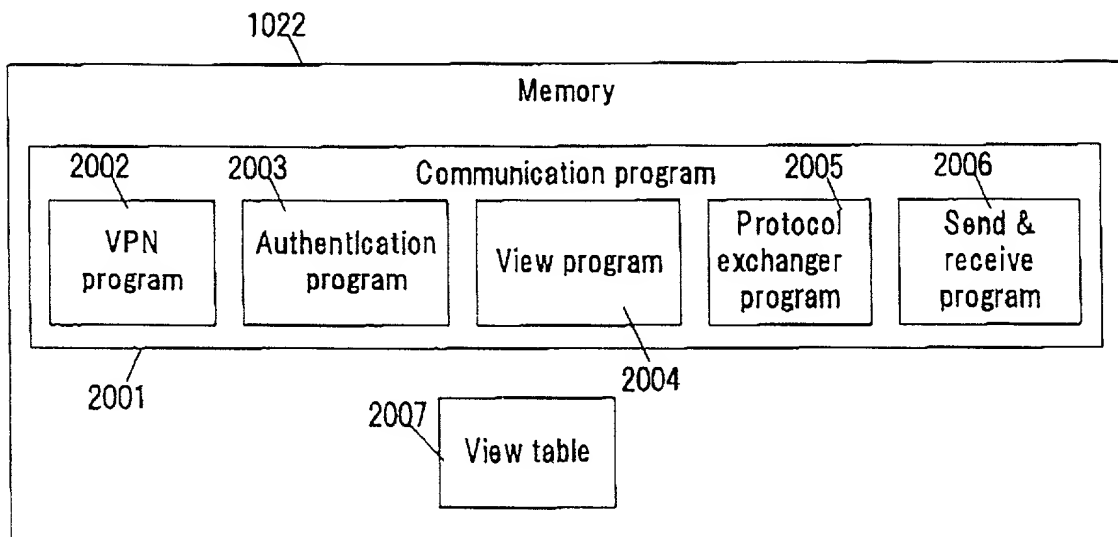 1022
Memory
2002
2003
Communication program
2005
2006
VPN
program
Authentication
program
View program
Protocol
exchanger
program
Send &
receive
program
2001
2004
2007
View table